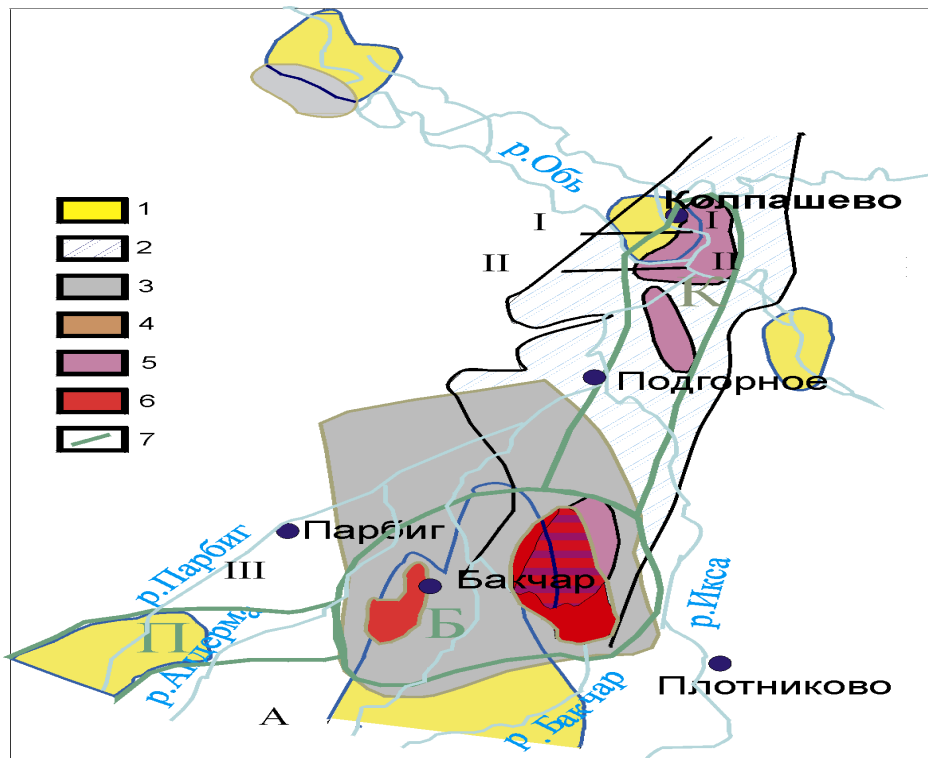 р.Обь
1
2
3
4
5
6
7
Колпашево
I
I
II
II
К
Подгорное
Парбиг
р.Парбиг
III
Бакчар
Б
р.Икса
П
р.Андерма
А
р.Бакчар
Плотниково